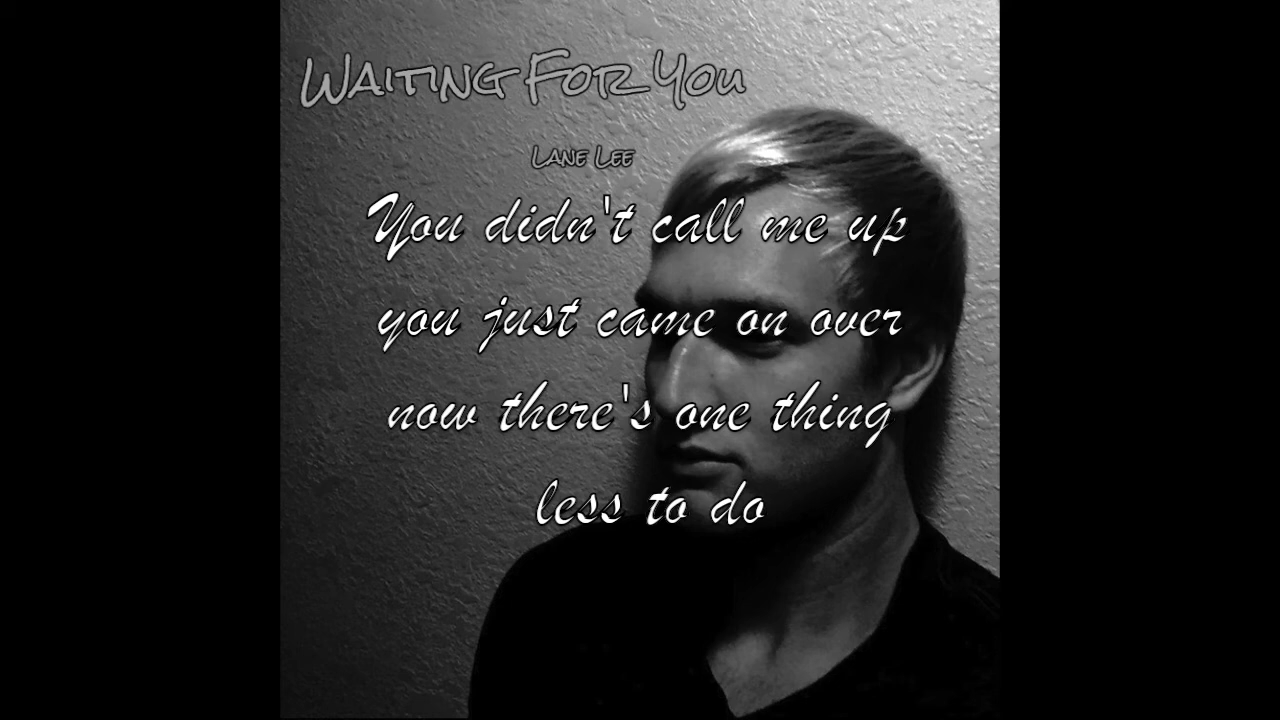 Waiting For You
Lane Lee
You didn't call me up
you just came on over
now there's one thing
less to do